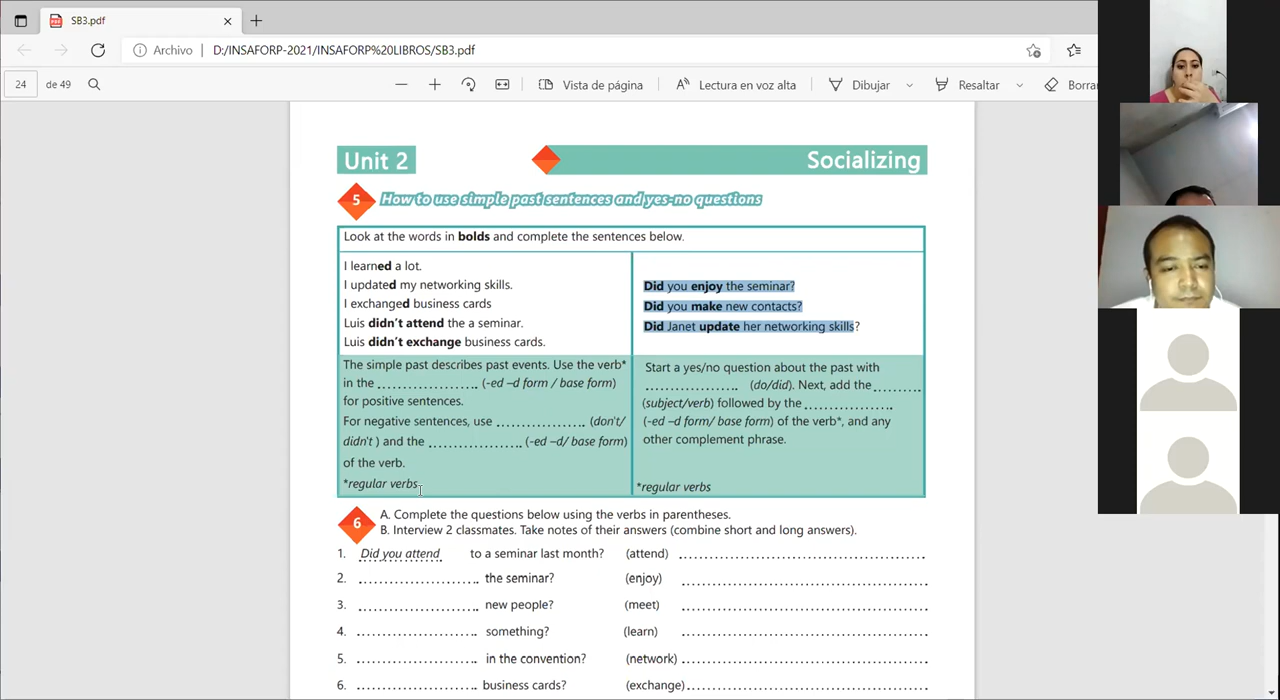 SB3.pdf
Archivo D:/INSAFORP-2021/INSAFORP%20LIBROS/SB3.pdf
24 de 49 Vista de página Lectura en voz alta Dibujar Resaltar Borrar
Unit 2 Socializing
5 How to use simple past sentences and yes-no questions
Look at the words in bolds and complete the sentences below.
I learned a lot.
I updated my networking skills.
I exchanged business cards
Luis didn't attend the a seminar.
Luis didn't exchange business cards.
Did you enjoy the seminar?
Did you make new contacts?
Did Janet update her networking skills?
The simple past describes past events. Use the verb*
in the .................... (-ed –d form / base form)
for positive sentences.
For negative sentences, use .................. (don't/
didn't ) and the ................... (-ed –d/ base form)
of the verb.
*regular verbs
Start a yes/no question about the past with
.................. (do/did). Next, add the .........
(subject/verb) followed by the .................
(-ed –d form/ base form) of the verb*, and any
other complement phrase.
*regular verbs
6 A. Complete the questions below using the verbs in parentheses.
B. Interview 2 classmates. Take notes of their answers (combine short and long answers).
1. Did you attend to a seminar last month? (attend) ..................................................
2. ........................ the seminar? (enjoy) ..................................................
3. ........................ new people? (meet) ..................................................
4. ........................ something? (learn) ..................................................
5. ........................ in the convention? (network) ..................................................
6. ........................ business cards? (exchange) ..................................................